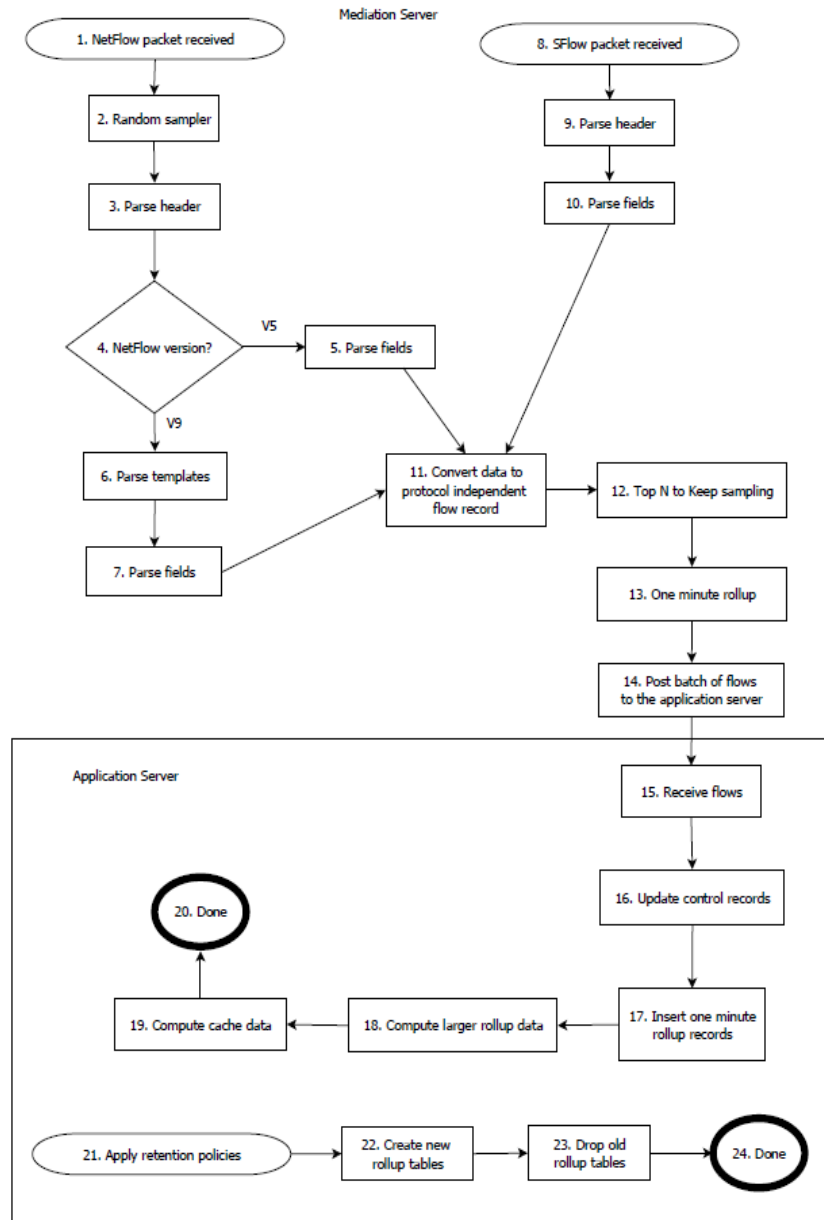 Mediation Server
1. NetFlow packet received
8. SFlow packet received
2. Random sampler
9. Parse header
3. Parse header
10. Parse fields
V5
4. NetFlow version?
5. Parse fields
V9
6. Parse templates
11. Convert data to
protocol independent
flow record
12. Top N to Keep sampling
7. Parse fields
13. One minute rollup
14. Post batch of flows
to the application server
Application Server
15. Receive flows
16. Update control records
20. Done
19. Compute cache data
18. Compute larger rollup data
17. Insert one minute
rollup records
21. Apply retention policies
22. Create new
rollup tables
23. Drop old
rollup tables
24. Done